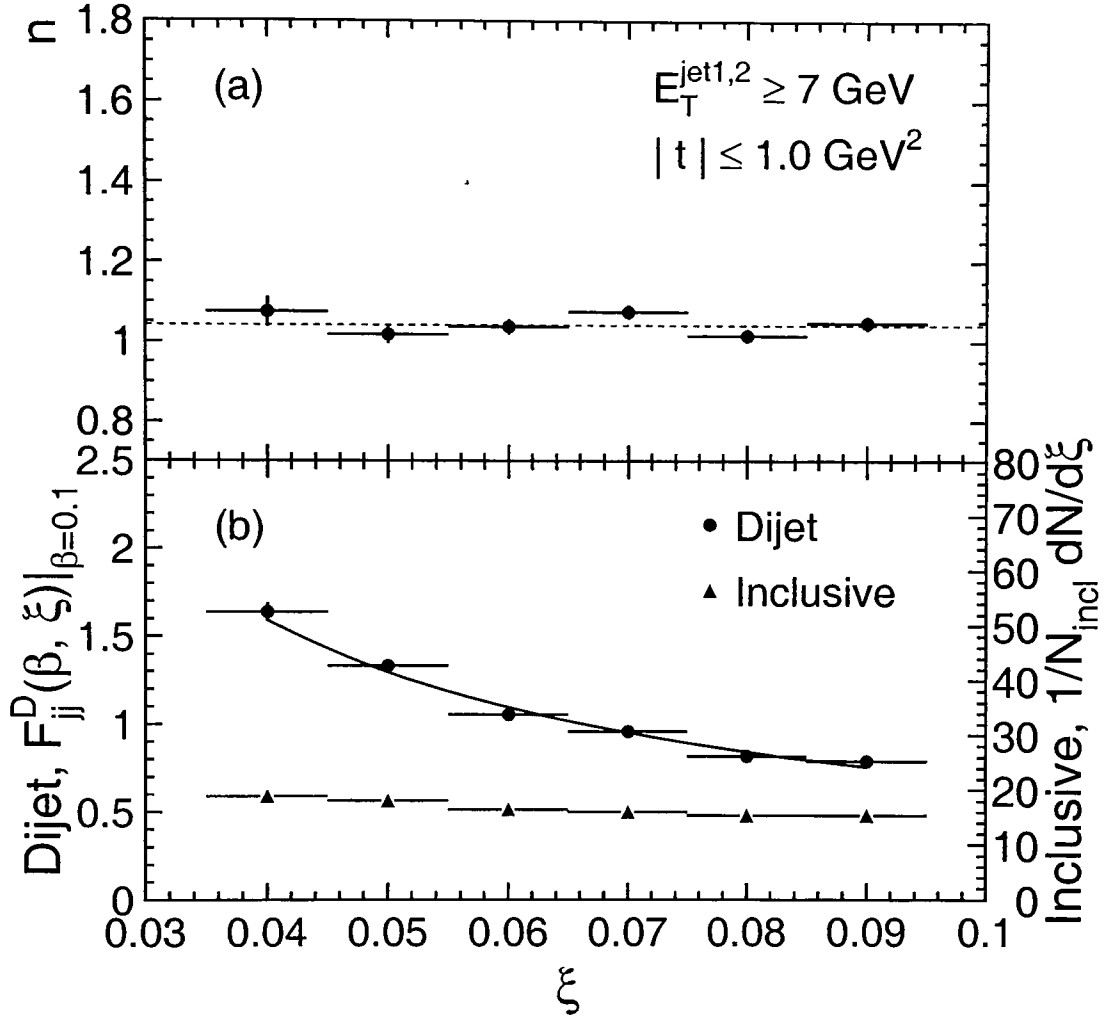 n
1.8
1.6
1.4
1.2
1
0.8
(a)
E_T^jet1,2 ≥ 7 GeV
| t | ≤ 1.0 GeV²
Dijet, F_jj^D(β, ξ)|β=0.1
2.5
2
1.5
1
0.5
0
(b)
● Dijet
▲ Inclusive
80
70
60
50
40
30
20
10
0
Inclusive, 1/N_incl dN/dξ
0.03 0.04 0.05 0.06 0.07 0.08 0.09 0.1
ξ